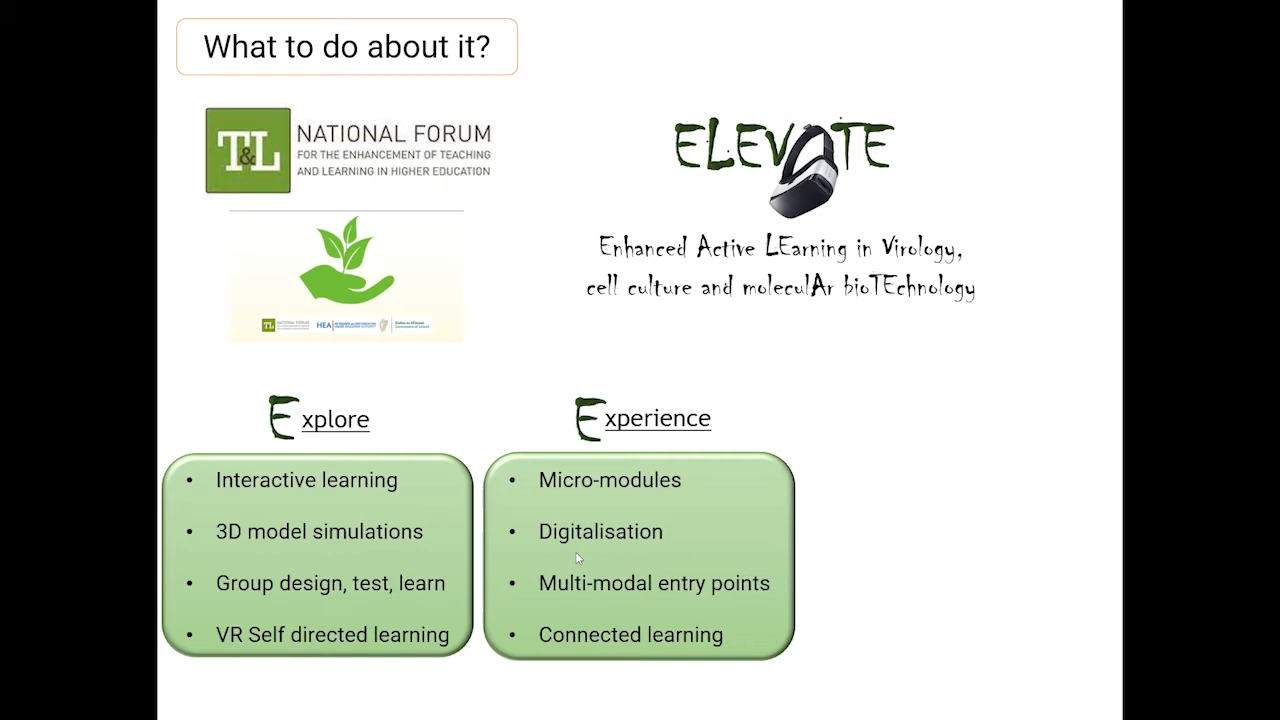 What to do about it?
T&L
NATIONAL FORUM
FOR THE ENHANCEMENT OF TEACHING
AND LEARNING IN HIGHER EDUCATION
HEA
ELEVATE
Enhanced Active LEarning in Virology,
cell culture and moleculAr bioTEchnology
Explore
• Interactive learning
• 3D model simulations
• Group design, test, learn
• VR Self directed learning
Experience
• Micro-modules
• Digitalisation
• Multi-modal entry points
• Connected learning